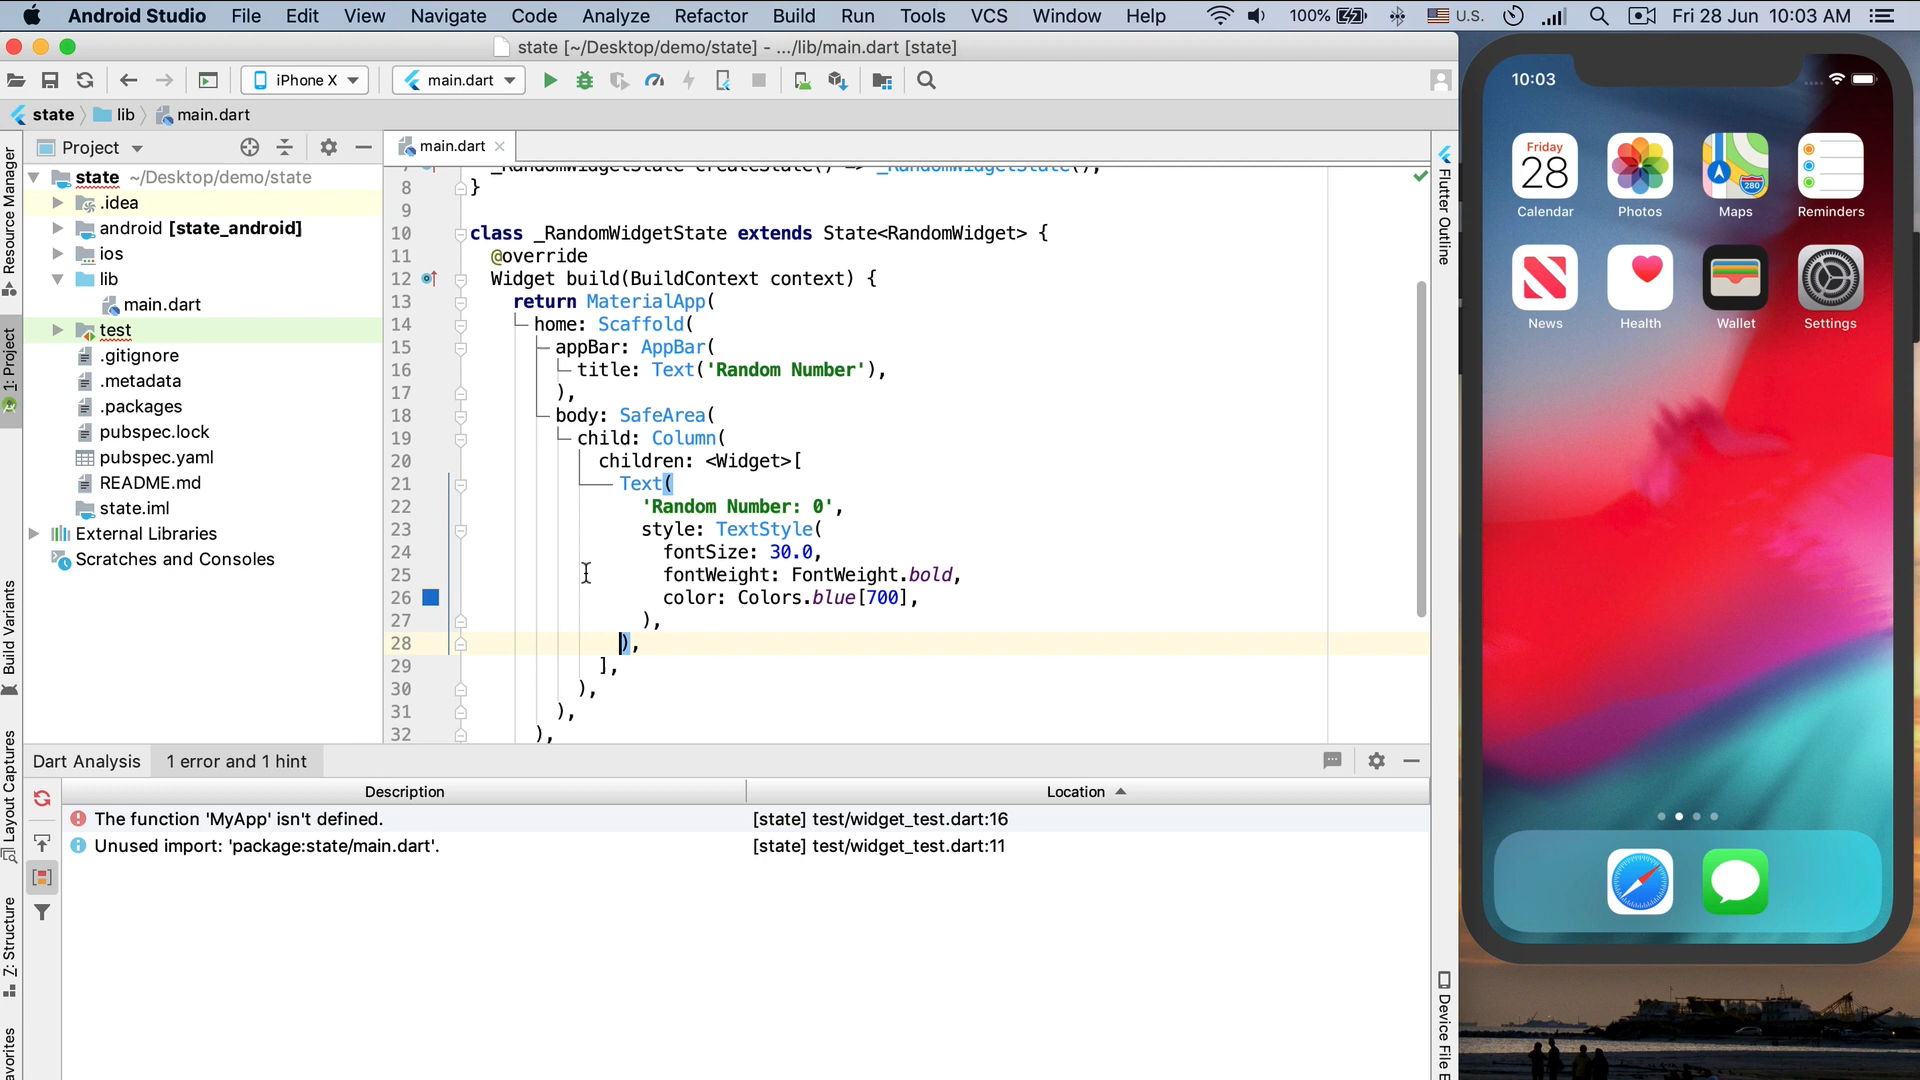 Android Studio File Edit View Navigate Code Analyze Refactor Build Run Tools VCS Window Help 100% U.S. Fri 28 Jun 10:03 AM
state [~/Desktop/demo/state] - .../lib/main.dart [state]
iPhone X main.dart
state lib main.dart
Project
main.dart
Resource Manager
1: Project
Build Variants
Layout Captures
Z: Structure
state ~/Desktop/demo/state
.idea
android [state_android]
ios
lib
main.dart
test
.gitignore
.metadata
.packages
pubspec.lock
pubspec.yaml
README.md
state.iml
External Libraries
Scratches and Consoles
_RandomWidgetState createState() => _RandomWidgetState();
8 }
9
10 class _RandomWidgetState extends State<RandomWidget> {
11 @override
12 Widget build(BuildContext context) {
13 return MaterialApp(
14 home: Scaffold(
15 appBar: AppBar(
16 title: Text('Random Number'),
17 ),
18 body: SafeArea(
19 child: Column(
20 children: <Widget>[
21 Text(
22 'Random Number: 0',
23 style: TextStyle(
24 fontSize: 30.0,
25 fontWeight: FontWeight.bold,
26 color: Colors.blue[700],
27 ),
28 ),
29 ],
30 ),
31 ),
32 ),
Flutter Outline
Device File E
Dart Analysis 1 error and 1 hint
Description Location
The function 'MyApp' isn't defined. [state] test/widget_test.dart:16
Unused import: 'package:state/main.dart'. [state] test/widget_test.dart:11
10:03
Friday
28
280
Calendar Photos Maps Reminders
News Health Wallet Settings